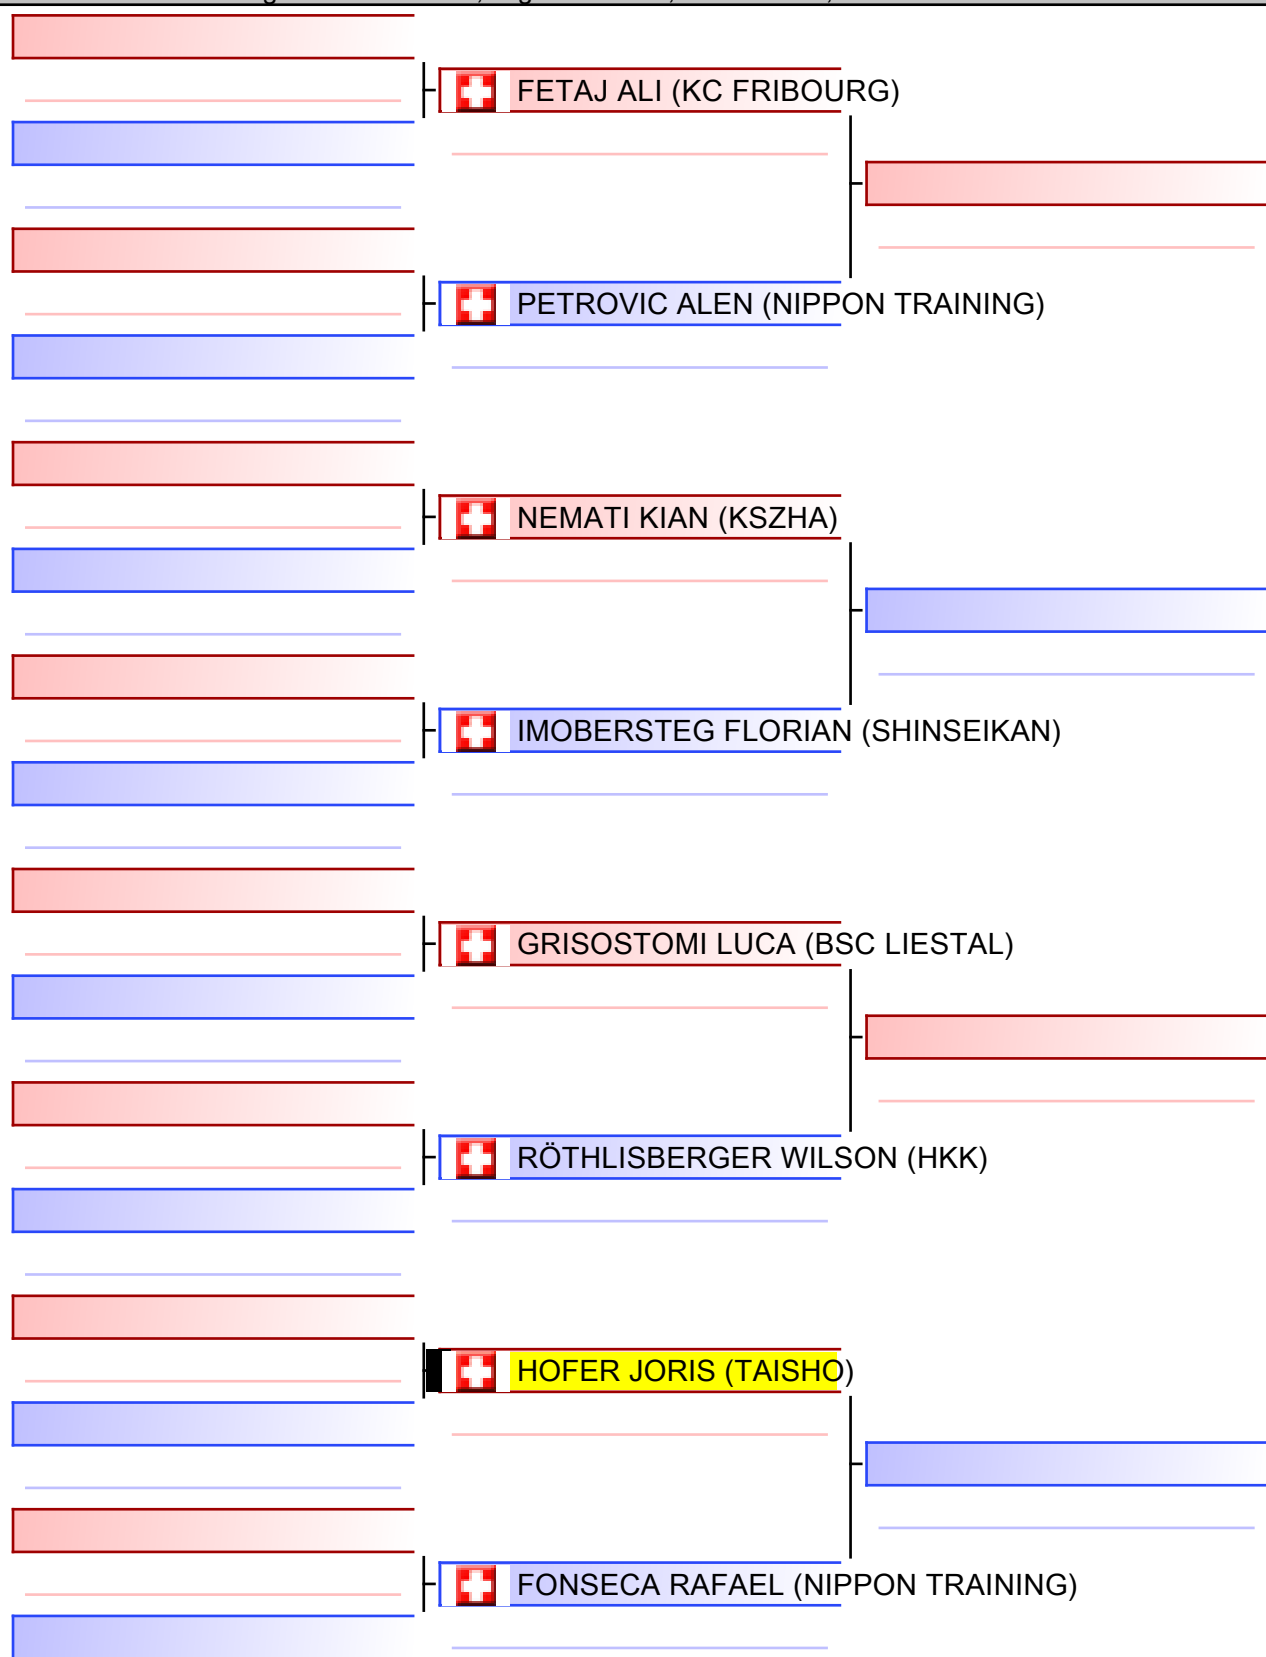 FETAJ ALI (KC FRIBOURG)
PETROVIC ALEN (NIPPON TRAINING)
NEMATI KIAN (KSZHA)
IMOBERSTEG FLORIAN (SHINSEIKAN)
GRISOSTOMI LUCA (BSC LIESTAL)
RÖTHLISBERGER WILSON (HKK)
HOFER JORIS (TAISHO)
FONSECA RAFAEL (NIPPON TRAINING)